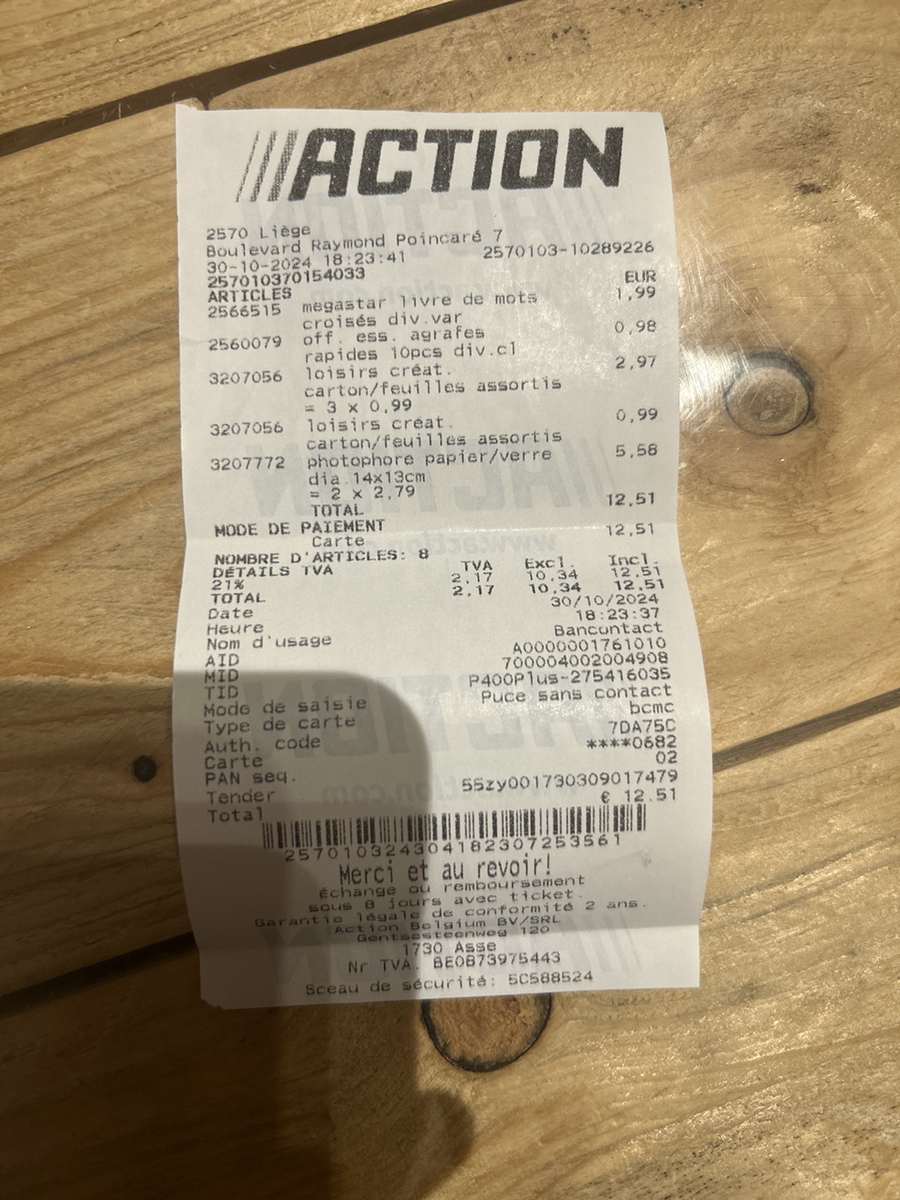 ACTION
2570 Liège
Boulevard Raymond Poincaré 7
30-10-2024 18:23:41 2570103-10289226
257010370154033
ARTICLES EUR
2566515 megastar livre de mots 1,99
croisés div.var
2560079 off. ess. agrafes 0,98
rapides 10pcs div.cl
3207056 loisirs créat. 2,97
carton/feuilles assortis
= 3 x 0,99
3207056 loisirs créat. 0,99
carton/feuilles assortis
3207772 photophore papier/verre 5,58
dia.14x13cm
= 2 x 2,79
TOTAL 12,51
MODE DE PAIEMENT
Carte 12,51
NOMBRE D'ARTICLES: 8
DÉTAILS TVA TVA Excl. Incl.
21% 2,17 10,34 12,51
TOTAL 2,17 10,34 12,51
Date 30/10/2024
Heure 18:23:37
Nom d'usage Bancontact
AID A0000001761010
MID 700004002004908
TID P400Plus-275416035
Mode de saisie Puce sans contact
Type de carte bcmc
Auth. code 7DA75C
Carte ****0682
PAN seq. 02
Tender 55zy001730309017479
Total € 12.51
2570103243041823072535​61
Merci et au revoir!
Échange ou remboursement
sous 8 jours avec ticket.
Garantie légale de conformité 2 ans.
Action Belgium BV/SRL
Gentsesteenweg 120
1730 Asse
Nr TVA. BE0873975443
Sceau de sécurité: 5C588524